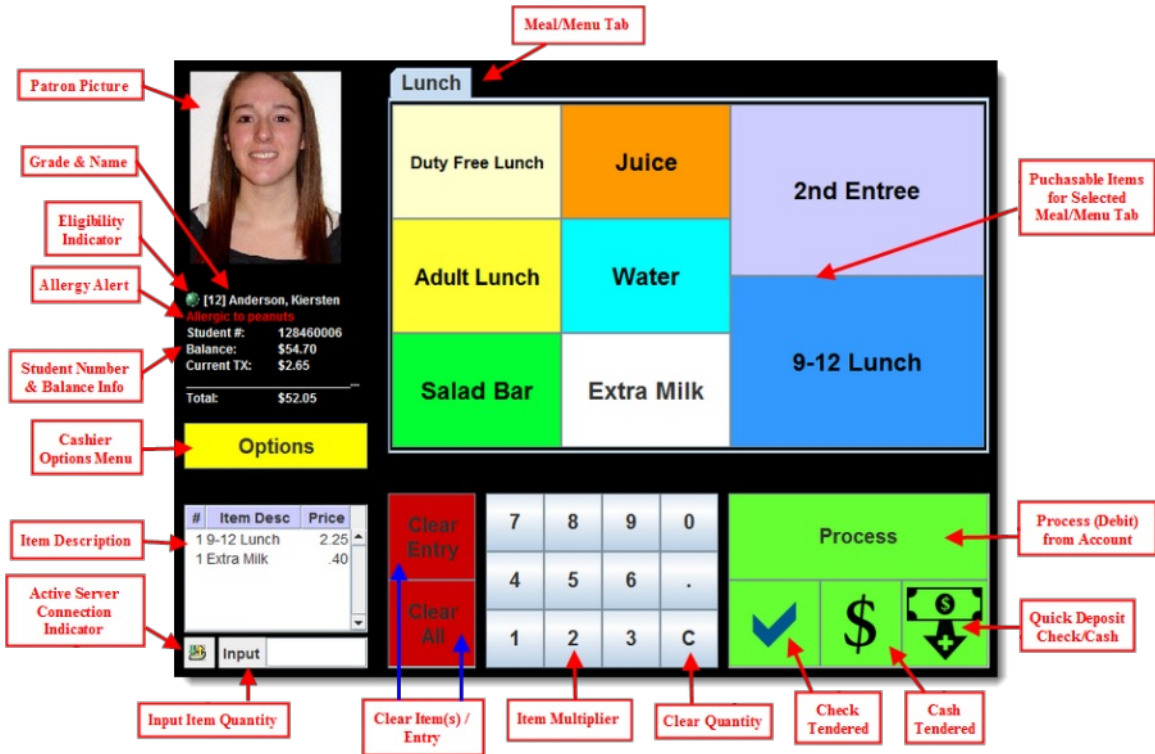 Meal/Menu Tab
Patron Picture
Lunch
Duty Free Lunch
Juice
2nd Entree
Grade & Name
Puchasable Items
for Selected
Meal/Menu Tab
Eligibility
Indicator
Adult Lunch
Water
Allergy Alert
[12] Anderson, Kiersten
Allergic to peanuts
Student #: 128460006
Balance: $54.70
Current TX: $2.65
Total: $52.05
9-12 Lunch
Student Number
& Balance Info
Salad Bar
Extra Milk
Cashier
Options Menu
Options
# Item Desc Price
1 9-12 Lunch 2.25
1 Extra Milk .40
Item Description
Clear
Entry
7 8 9 0
Process
Process (Debit)
from Account
4 5 6 .
Active Server
Connection
Indicator
Clear
All
1 2 3 C
$
$
Quick Deposit
Check/Cash
Input
Input Item Quantity
Clear Item(s) /
Entry
Item Multiplier
Clear Quantity
Check
Tendered
Cash
Tendered